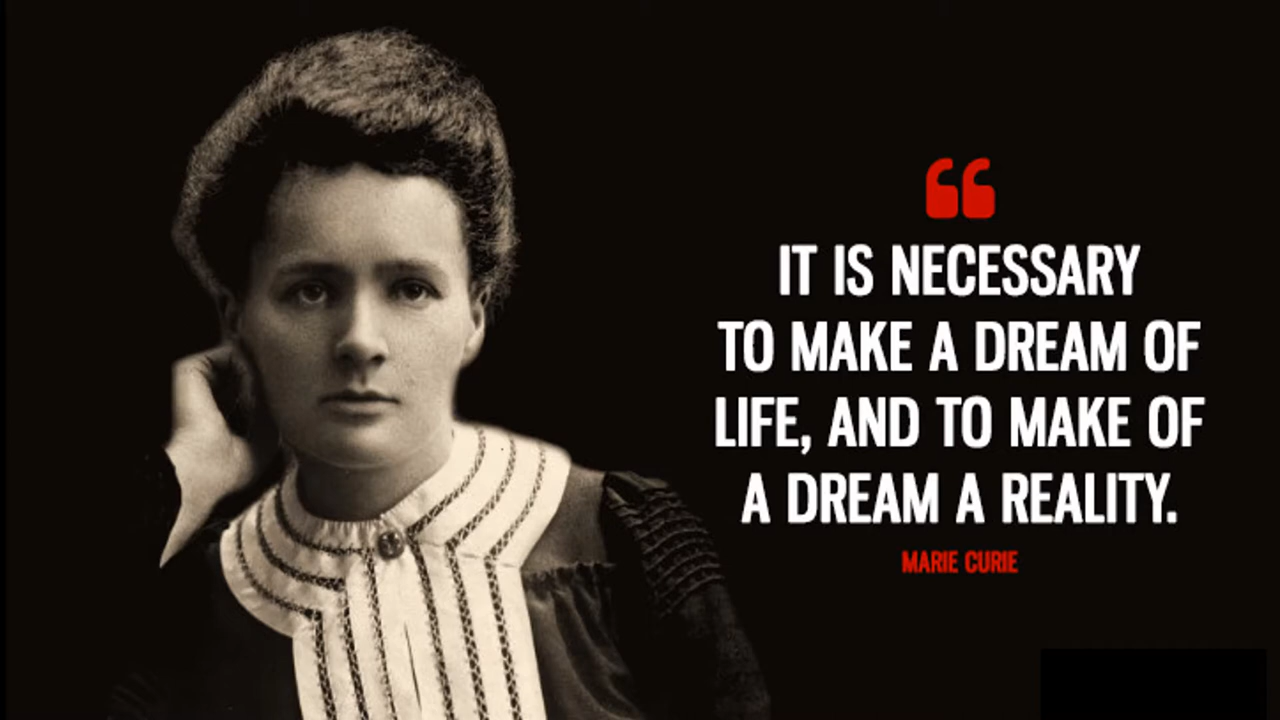 “
IT IS NECESSARY
TO MAKE A DREAM OF
LIFE, AND TO MAKE OF
A DREAM A REALITY.
MARIE CURIE